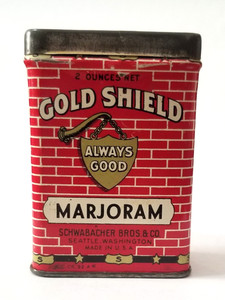 2 OUNCES NET
GOLD SHIELD
ALWAYS
GOOD
MARJORAM
SCHWABACHER BROS & CO.
SEATTLE, WASHINGTON
MADE IN U.S.A.